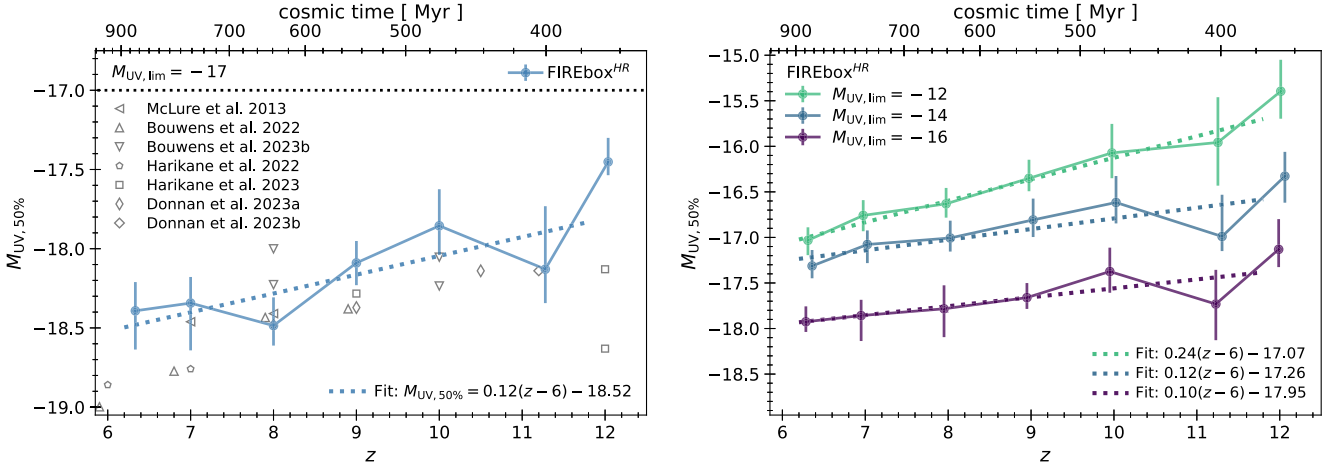 cosmic time [ Myr ]
900 700 650 550 480 400
M_UV,lim = −17
FIREbox^HR
McLure et al. 2013
Bouwens et al. 2022
Bouwens et al. 2023b
Harikane et al. 2022
Harikane et al. 2023
Donnan et al. 2023a
Donnan et al. 2023b
Fit: M_UV,50% = 0.12(z − 6) − 18.52
−17.0
−17.5
−18.0
−18.5
−19.0
M_UV,50%
6 7 8 9 10 11 12
z
cosmic time [ Myr ]
900 700 650 550 480 400
FIREbox^HR
M_UV,lim = −12
M_UV,lim = −14
M_UV,lim = −16
Fit: 0.24(z − 6) − 17.07
Fit: 0.12(z − 6) − 17.26
Fit: 0.10(z − 6) − 17.95
−15.0
−15.5
−16.0
−16.5
−17.0
−17.5
−18.0
−18.5
M_UV,50%
6 7 8 9 10 11 12
z